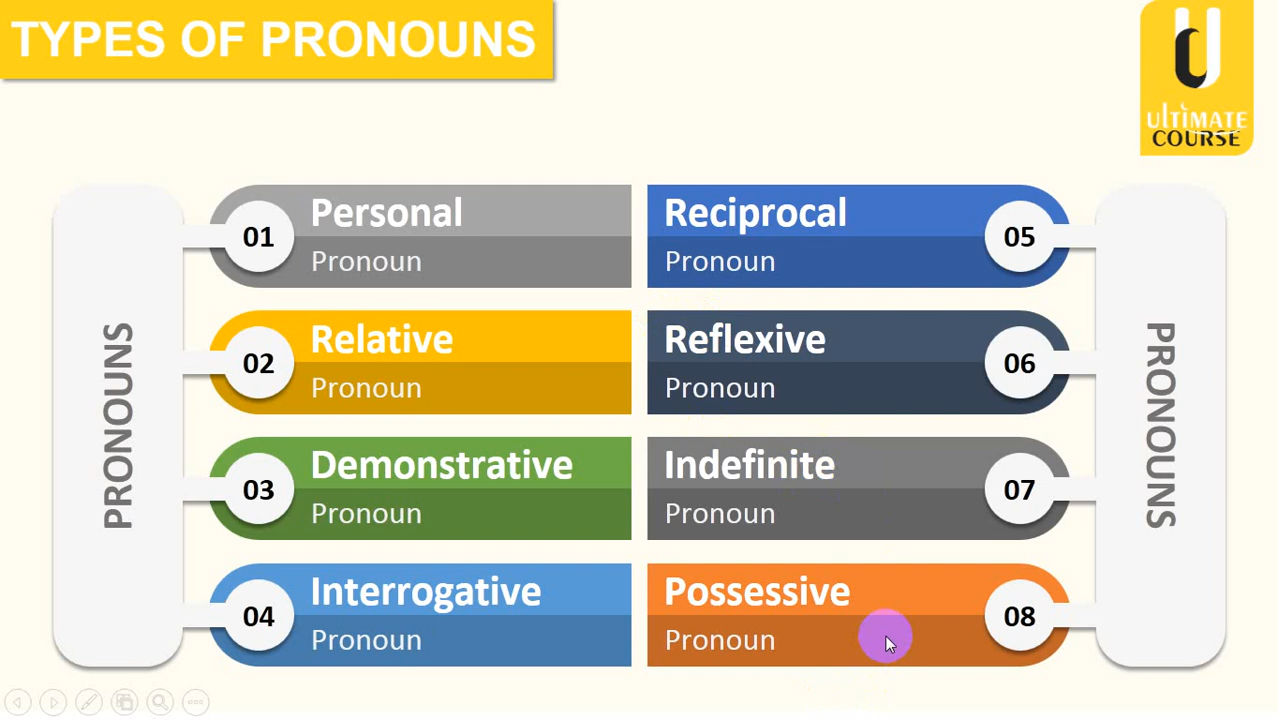 TYPES OF PRONOUNS
ULTIMATE
COURSE
PRONOUNS
01
Personal
Pronoun
02
Relative
Pronoun
03
Demonstrative
Pronoun
04
Interrogative
Pronoun
Reciprocal
Pronoun
05
Reflexive
Pronoun
06
Indefinite
Pronoun
07
Possessive
Pronoun
08
PRONOUNS